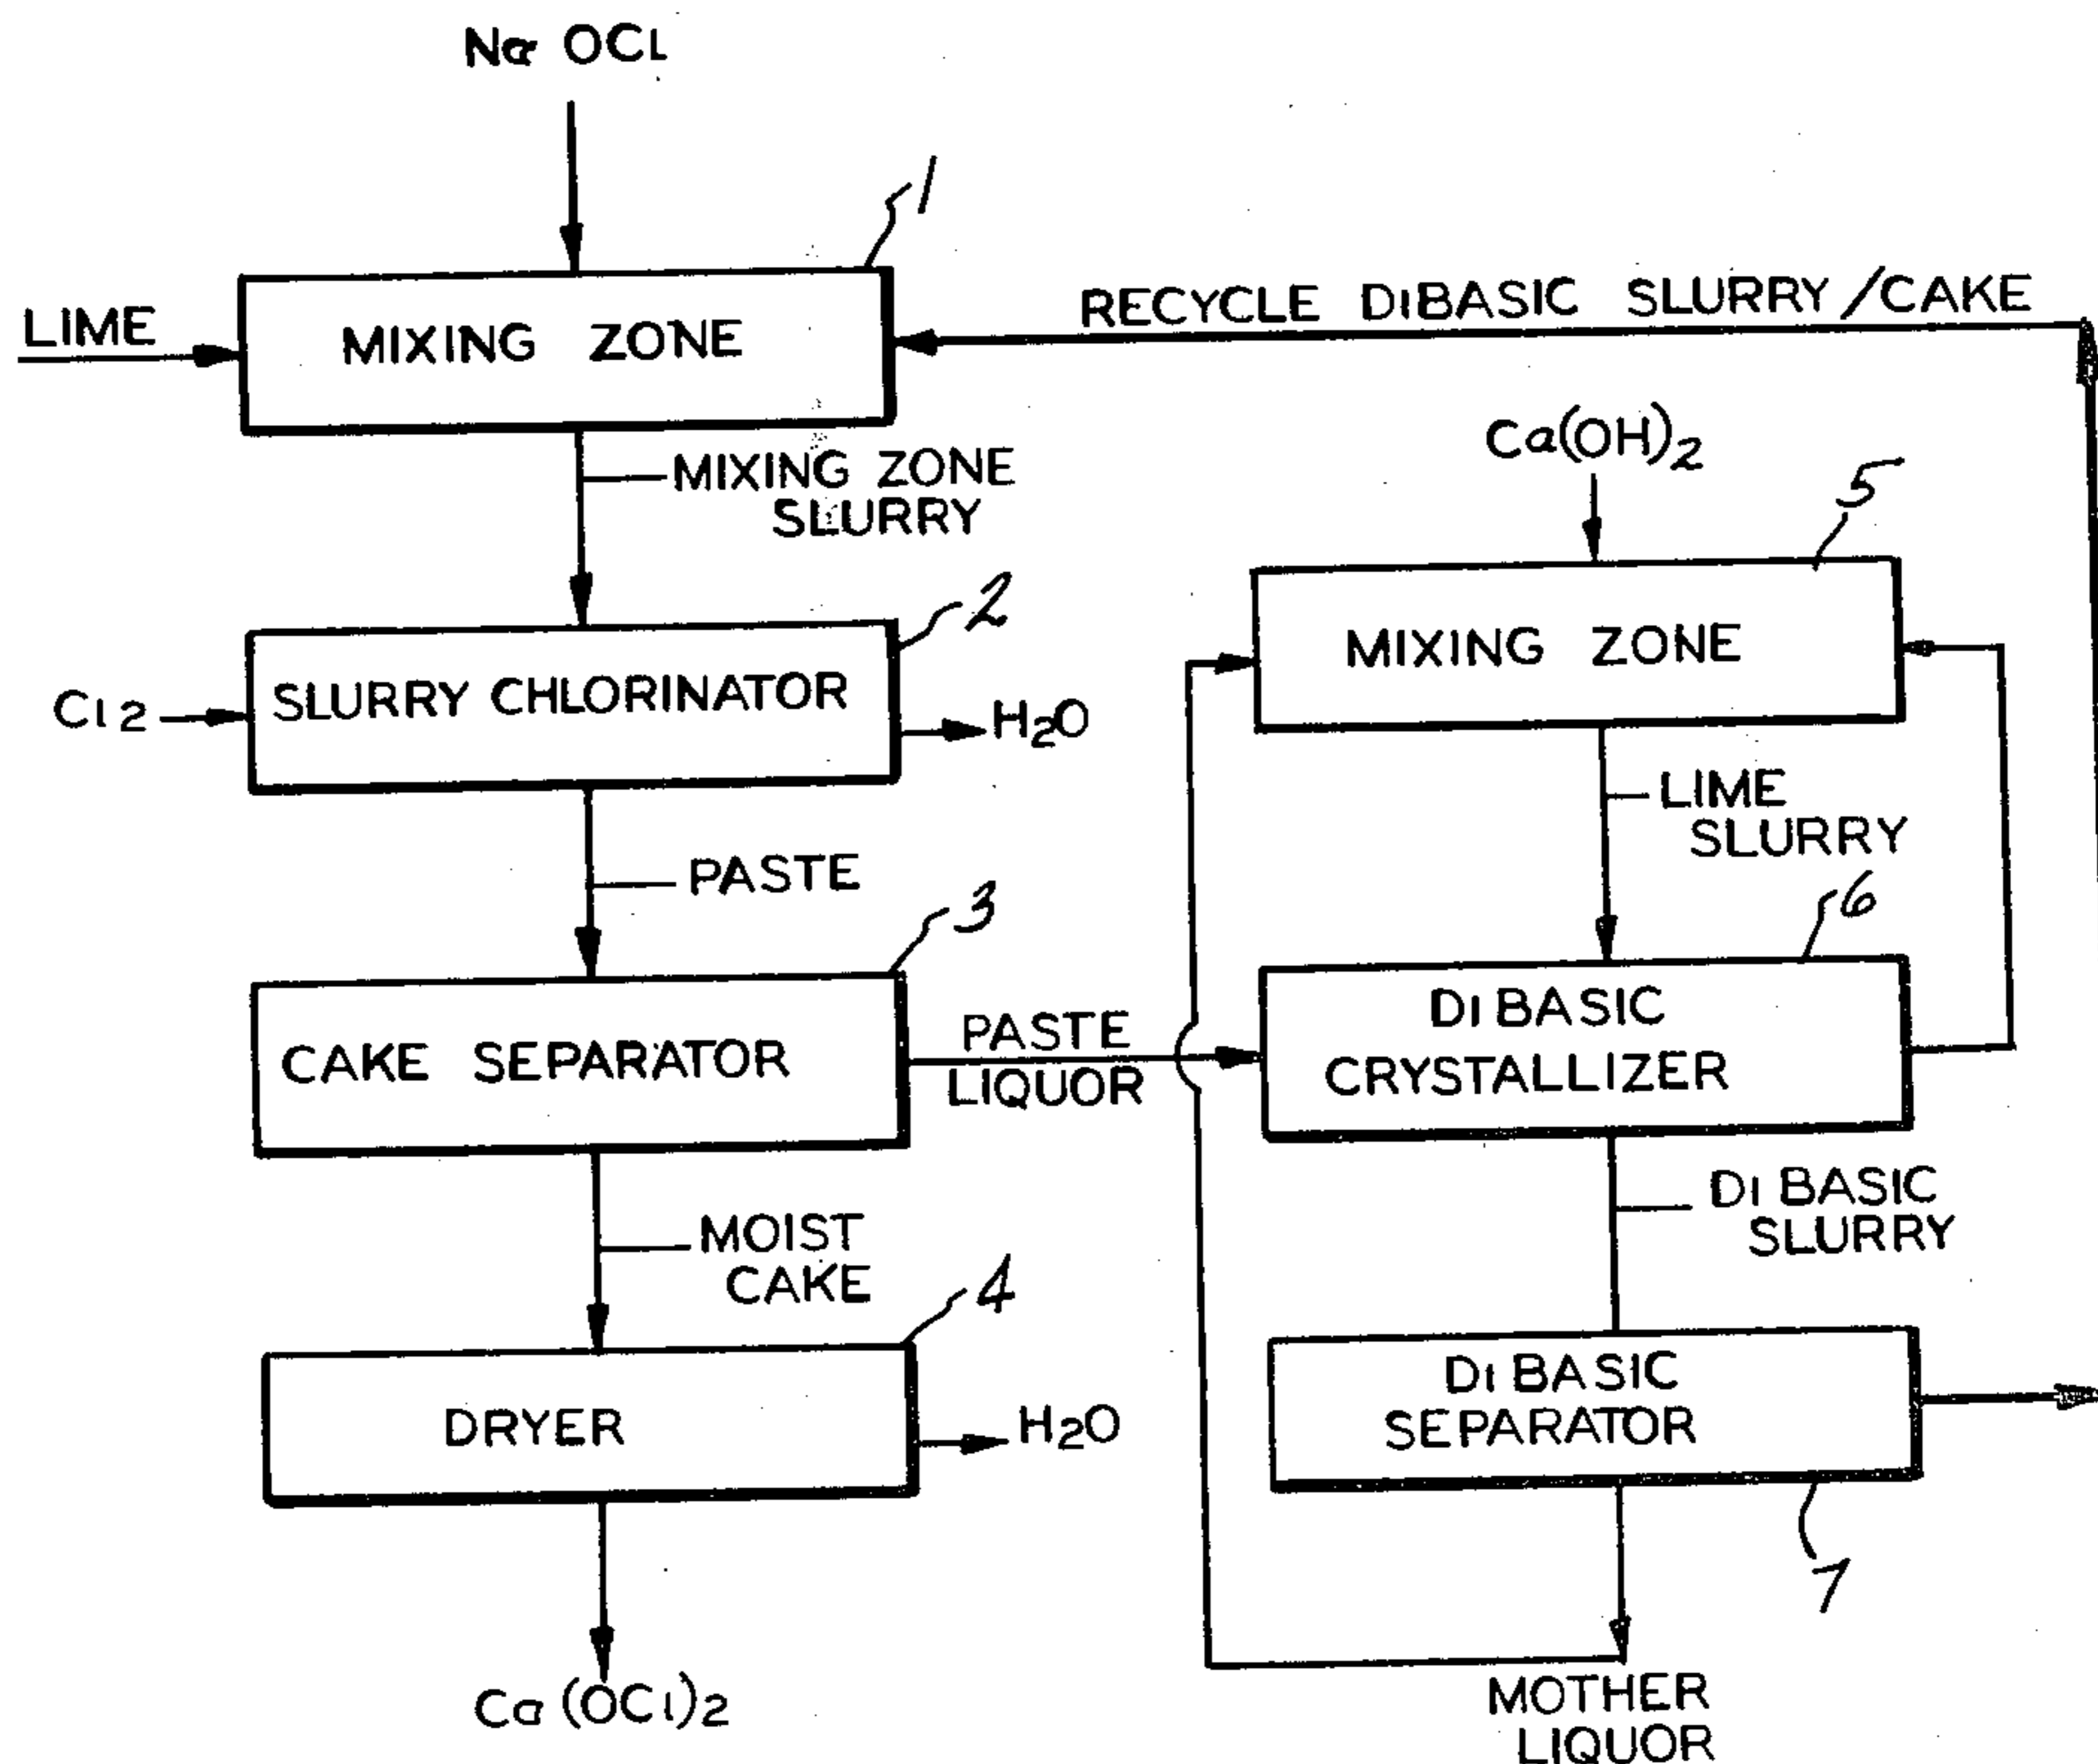 Na OCL
1
LIME
MIXING ZONE
RECYCLE DIBASIC SLURRY/CAKE
MIXING ZONE
SLURRY
Ca(OH)2
5
2
MIXING ZONE
Cl2
SLURRY CHLORINATOR
H2O
LIME
SLURRY
PASTE
3
6
CAKE SEPARATOR
PASTE
LIQUOR
DIBASIC
CRYSTALLIZER
MOIST
CAKE
DIBASIC
SLURRY
4
DRYER
H2O
DIBASIC
SEPARATOR
7
Ca(OCl)2
MOTHER
LIQUOR